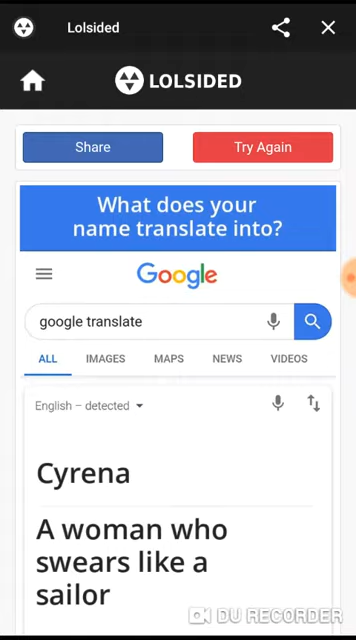 Lolsided
LOLSIDED
Share
Try Again
What does your
name translate into?
Google
google translate
ALL
IMAGES
MAPS
NEWS
VIDEOS
English – detected
Cyrena
A woman who
swears like a
sailor
DU RECORDER